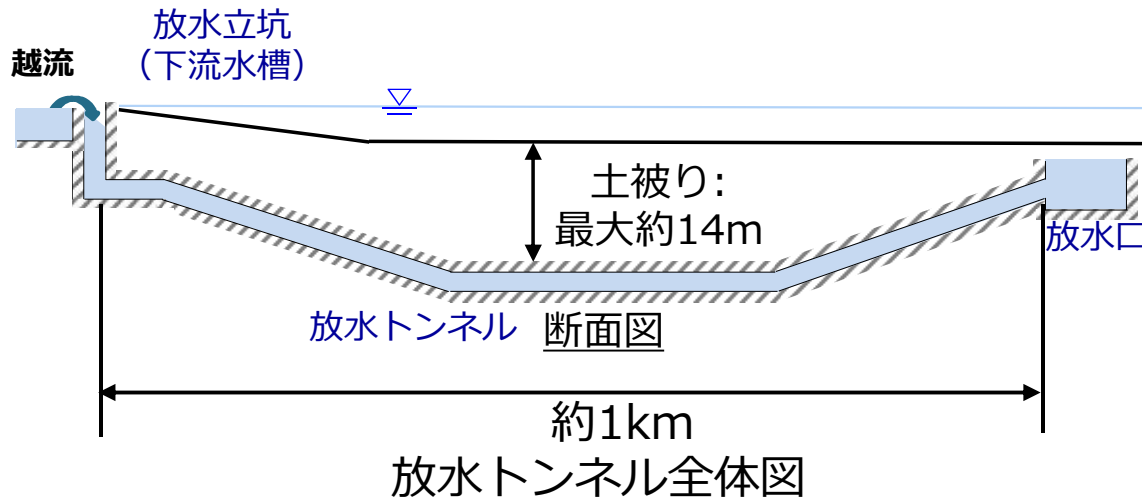 放水立坑
（下流水槽）
越流
土被り:
最大約14m
放水口
放水トンネル
断面図
約1km
放水トンネル全体図